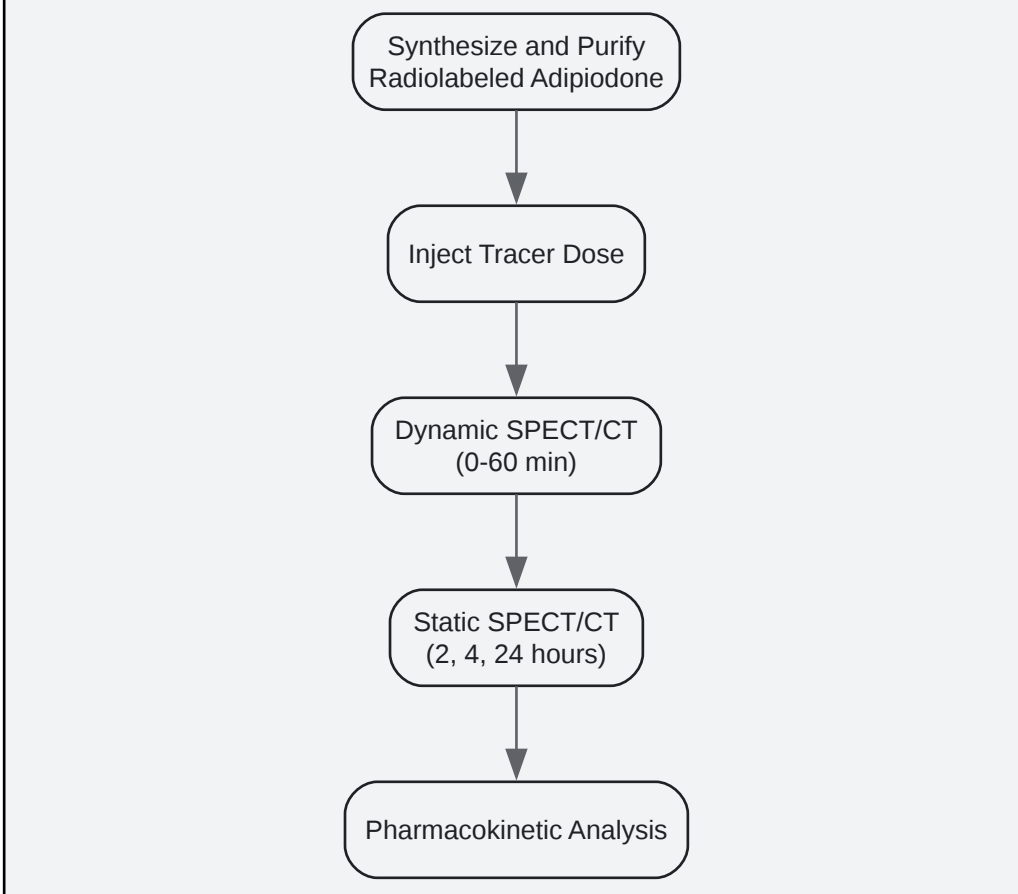 Synthesize and Purify
Radiolabeled Adipiodone
Inject Tracer Dose
Dynamic SPECT/CT
(0-60 min)
Static SPECT/CT
(2, 4, 24 hours)
Pharmacokinetic Analysis